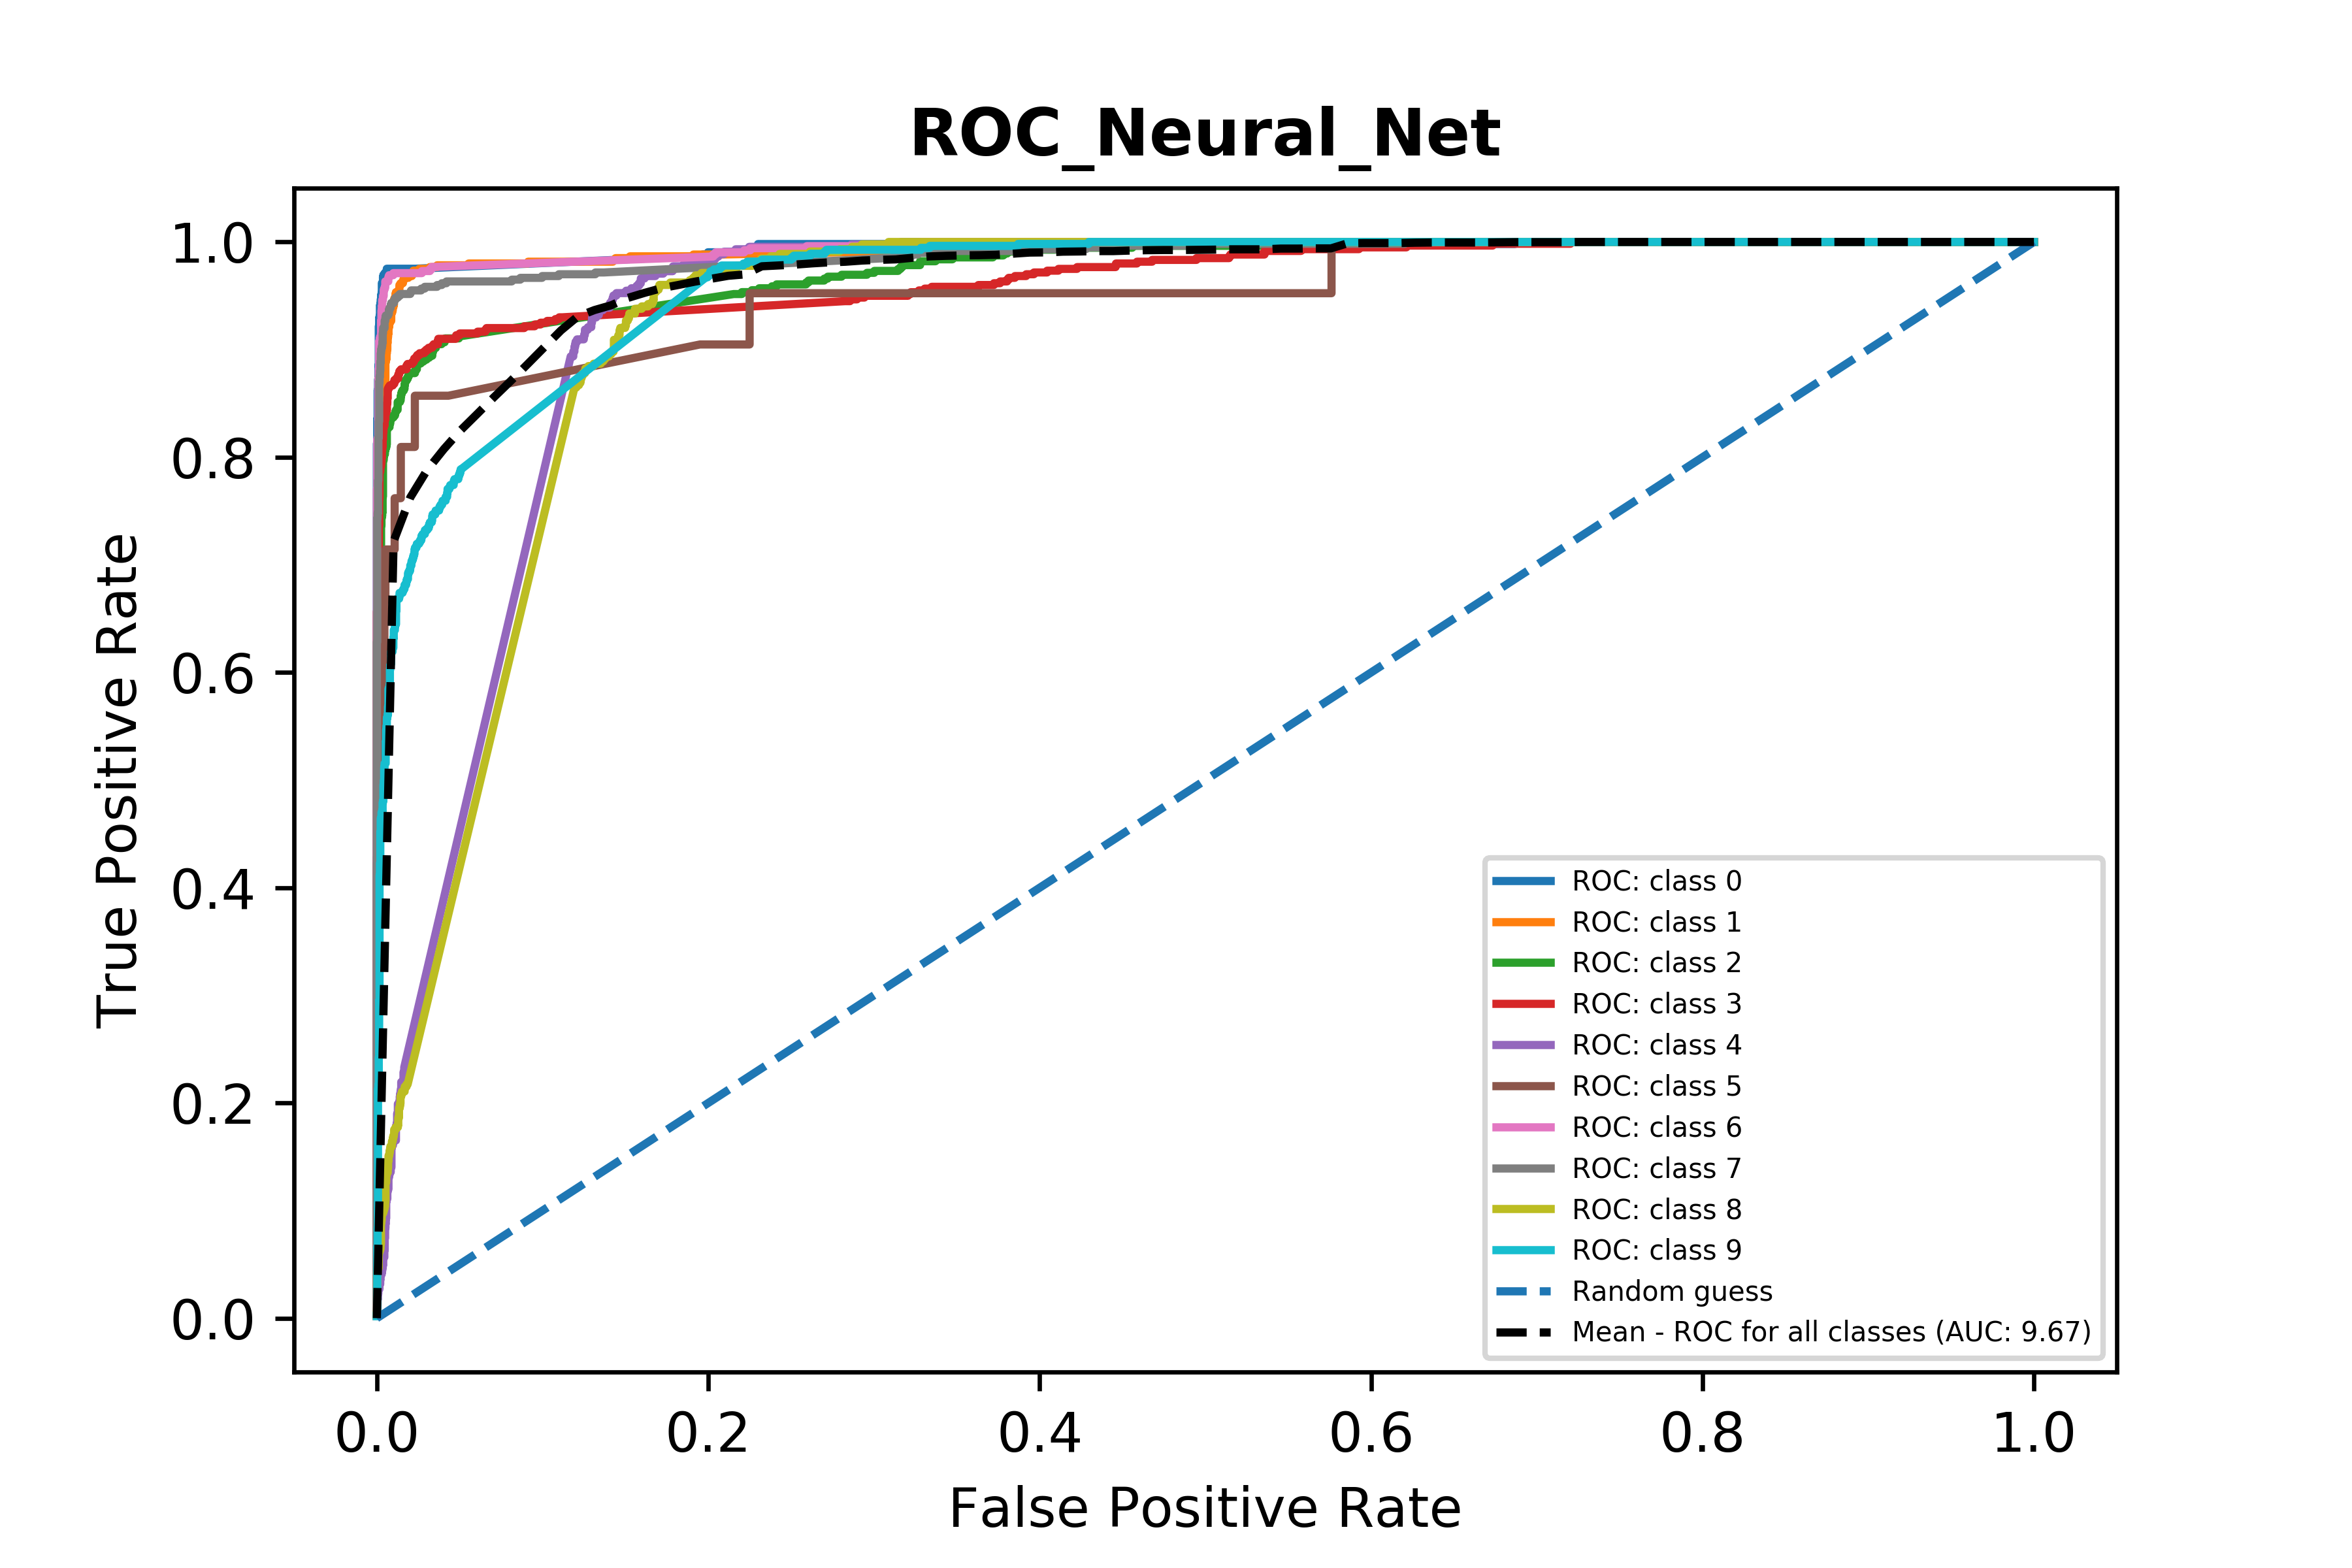 ROC_Neural_Net
1.0
0.8
0.6
0.4
0.2
0.0
True Positive Rate
ROC: class 0
ROC: class 1
ROC: class 2
ROC: class 3
ROC: class 4
ROC: class 5
ROC: class 6
ROC: class 7
ROC: class 8
ROC: class 9
Random guess
Mean - ROC for all classes (AUC: 9.67)
0.0 0.2 0.4 0.6 0.8 1.0
False Positive Rate